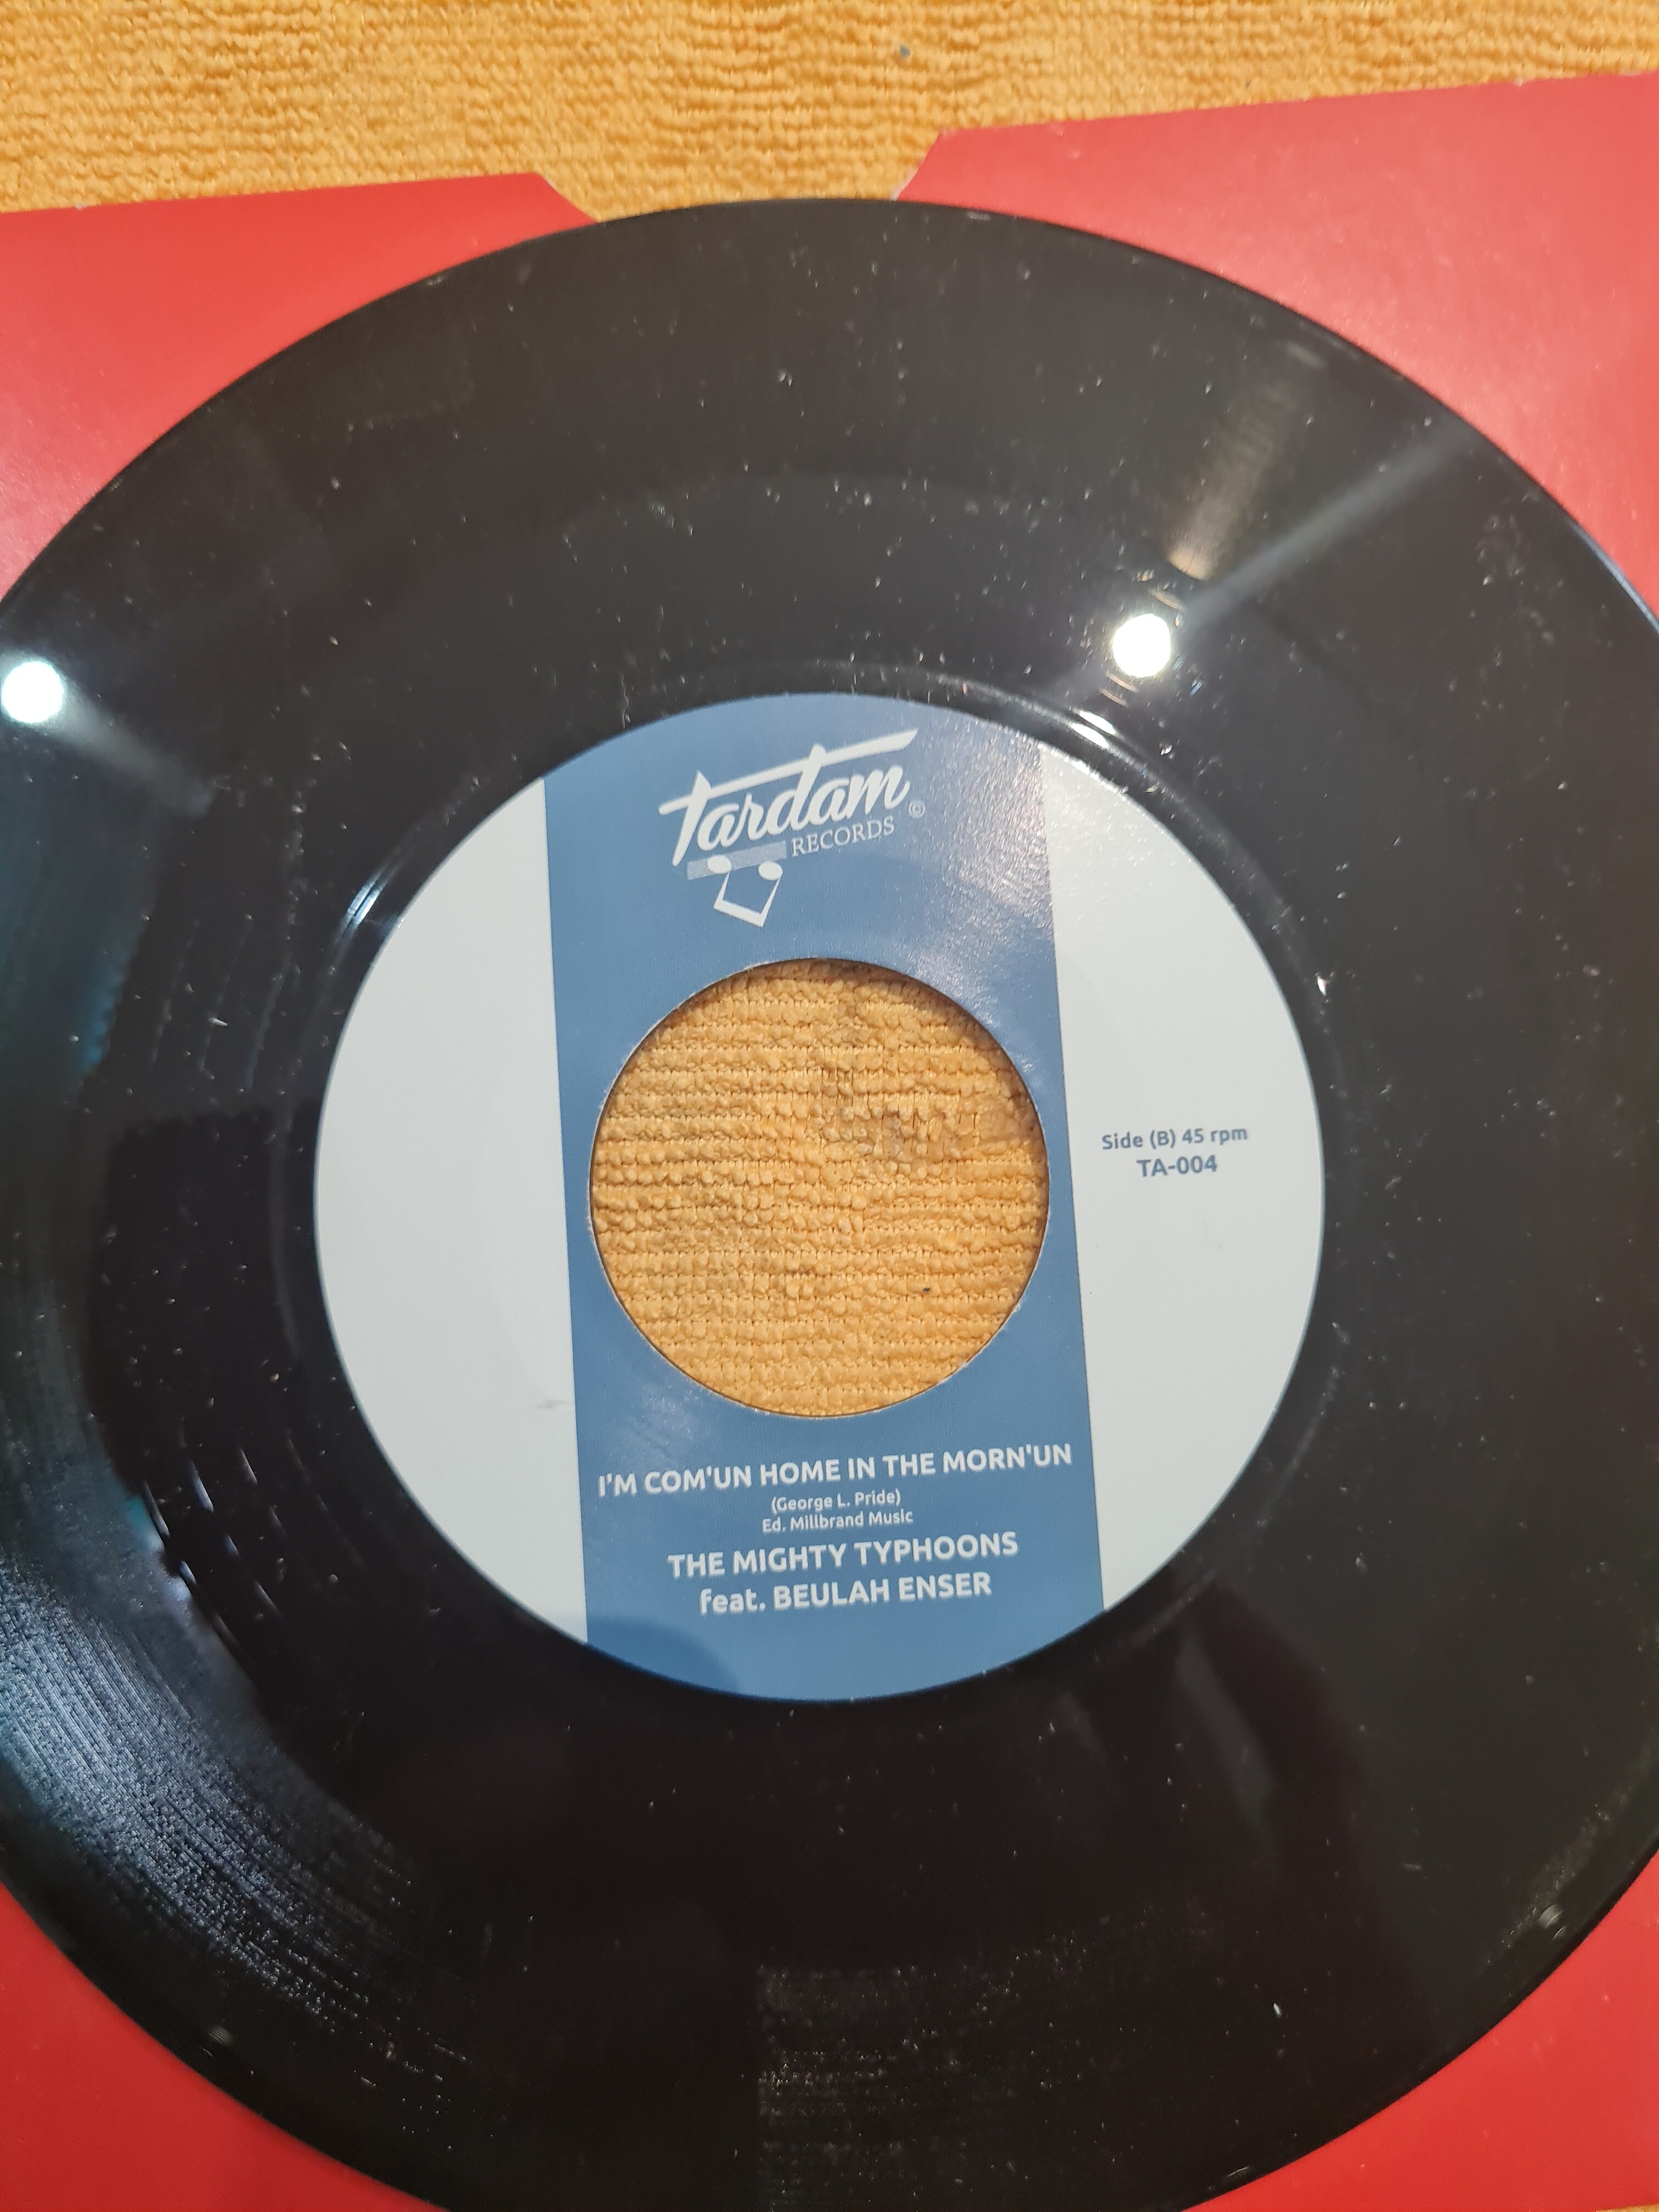 Tardam ©
RECORDS
Side (B) 45 rpm
TA-004
I'M COM'UN HOME IN THE MORN'UN
(George L. Pride)
Ed. Millbrand Music
THE MIGHTY TYPHOONS
feat. BEULAH ENSER